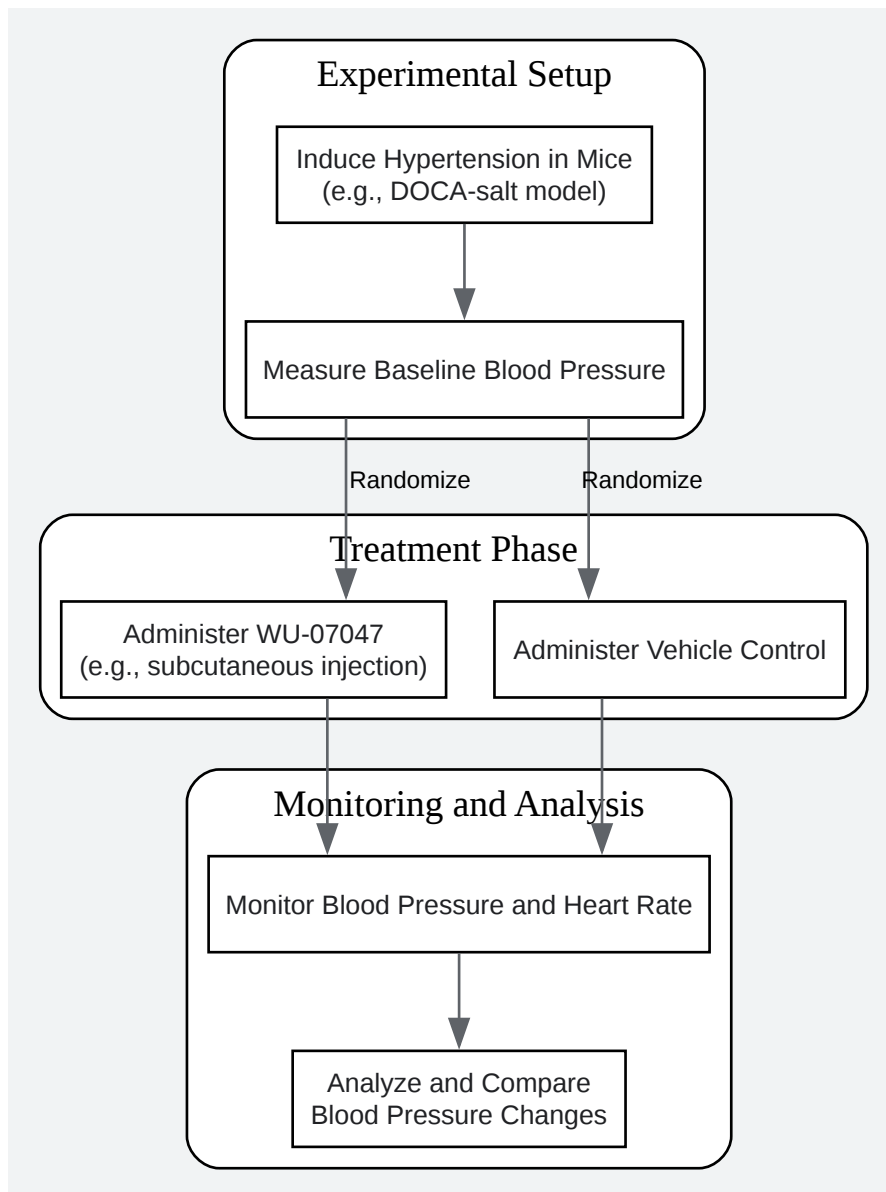 Experimental Setup
Induce Hypertension in Mice
(e.g., DOCA-salt model)
Measure Baseline Blood Pressure
Randomize
Randomize
Treatment Phase
Administer WU-07047
(e.g., subcutaneous injection)
Administer Vehicle Control
Monitoring and Analysis
Monitor Blood Pressure and Heart Rate
Analyze and Compare
Blood Pressure Changes